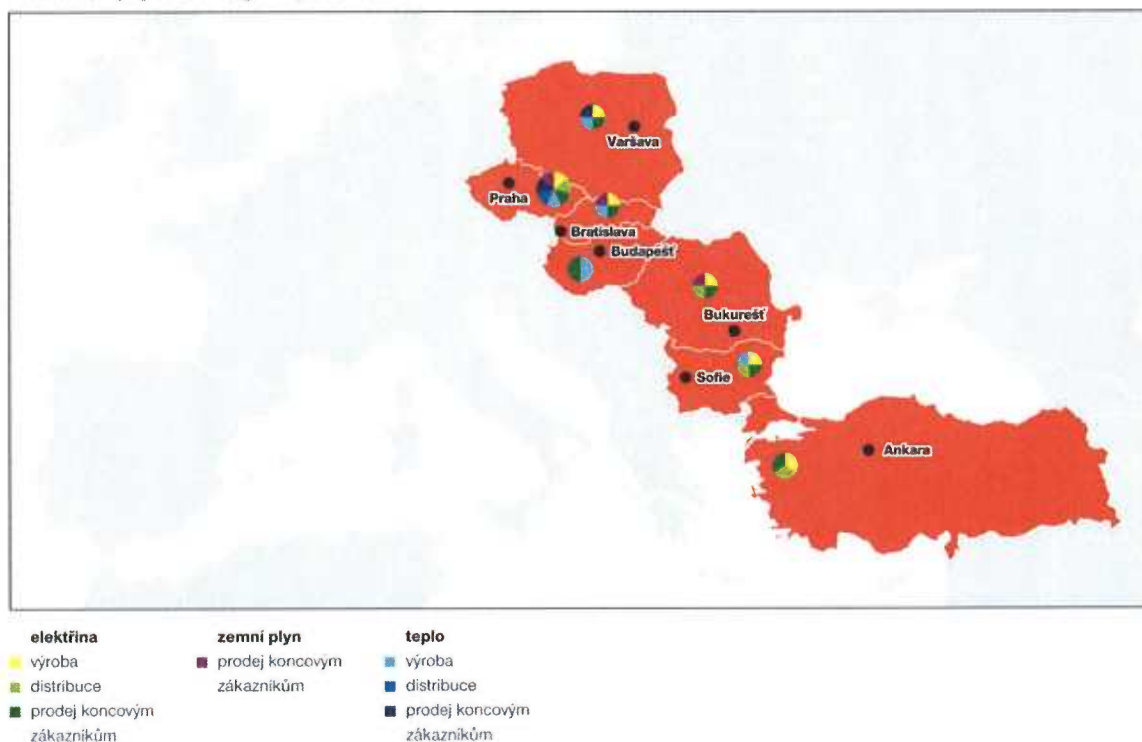 Varšava
Praha
Bratislava
Budapešť
Bukurešť
Sofie
Ankara
elektřina
výroba
distribuce
prodej koncovým
zákazníkům
zemní plyn
prodej koncovým
zákazníkům
teplo
výroba
distribuce
prodej koncovým
zákazníkům